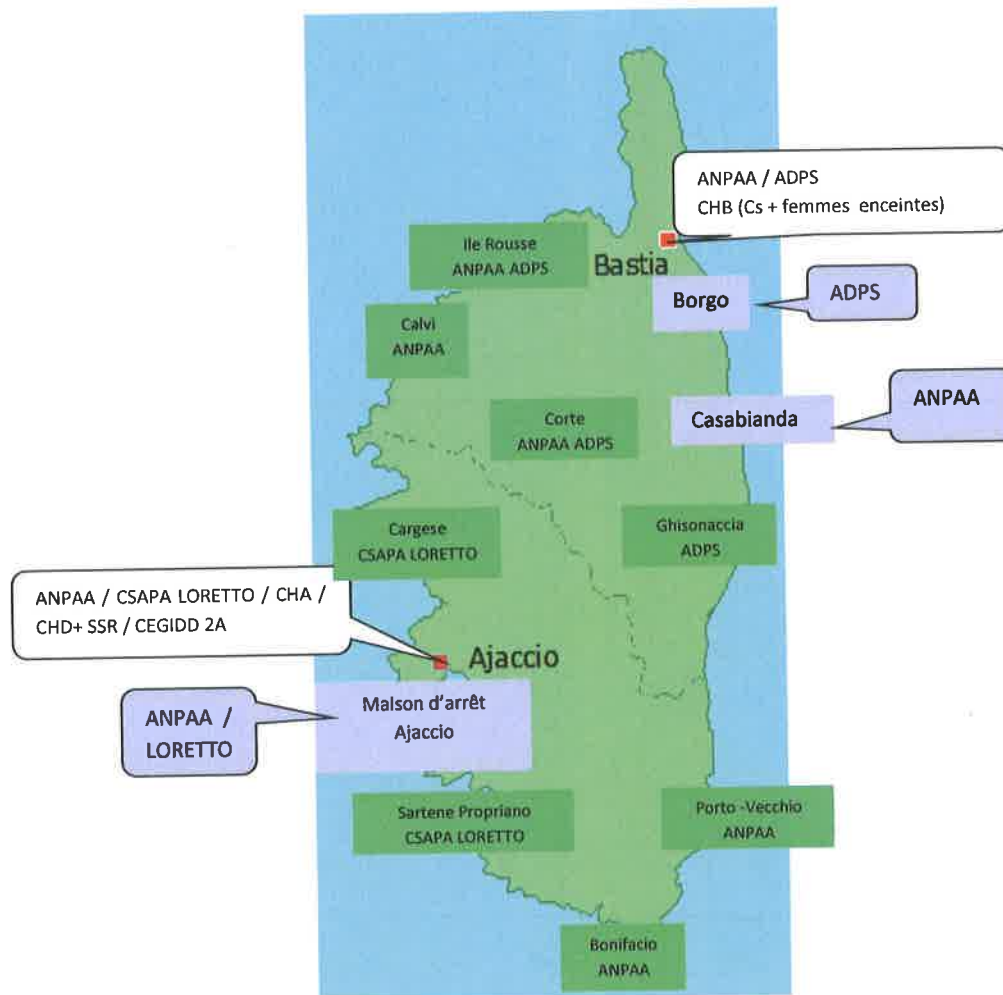 ANPAA / ADPS
CHB (Cs + femmes enceintes)
Ile Rousse
ANPAA ADPS
Bastia
Borgo
ADPS
Calvi
ANPAA
Corte
ANPAA ADPS
Casabianda
ANPAA
Cargese
CSAPA LORETTO
Ghisonaccia
ADPS
ANPAA / CSAPA LORETTO / CHA /
CHD+ SSR / CEGIDD 2A
Ajaccio
Maison d'arrêt
Ajaccio
ANPAA /
LORETTO
Sartene Propriano
CSAPA LORETTO
Porto -Vecchio
ANPAA
Bonifacio
ANPAA